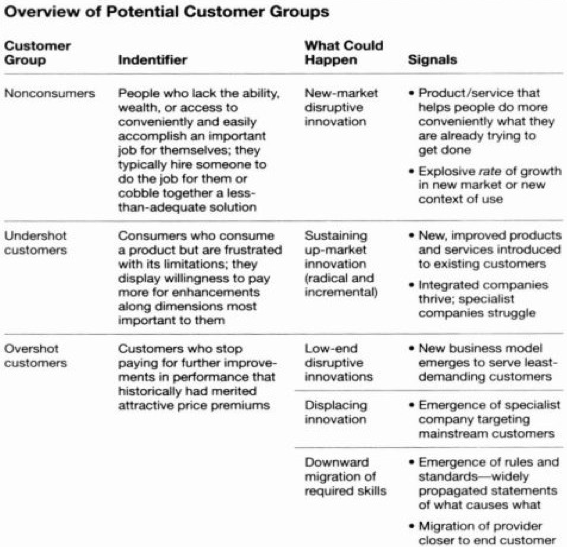 Overview of Potential Customer Groups
Customer Group
Indentifier
What Could Happen
Signals
Nonconsumers
People who lack the ability,
wealth, or access to
conveniently and easily
accomplish an important
job for themselves; they
typically hire someone to
do the job for them or
cobble together a less-
than-adequate solution
New-market
disruptive
innovation
• Product/service that
helps people do more
conveniently what they
are already trying to
get done
• Explosive rate of growth
in new market or new
context of use
Undershot
customers
Consumers who consume
a product but are frustrated
with its limitations; they
display willingness to pay
more for enhancements
along dimensions most
important to them
Sustaining
up-market
innovation
(radical and
incremental)
• New, improved products
and services introduced
to existing customers
• Integrated companies
thrive; specialist
companies struggle
Overshot
customers
Customers who stop
paying for further improve-
ments in performance that
historically had merited
attractive price premiums
Low-end
disruptive
innovations
• New business model
emerges to serve least-
demanding customers
Displacing
innovation
• Emergence of specialist
company targeting
mainstream customers
Downward
migration of
required skills
• Emergence of rules and
standards—widely
propagated statements
of what causes what
• Migration of provider
closer to end customer